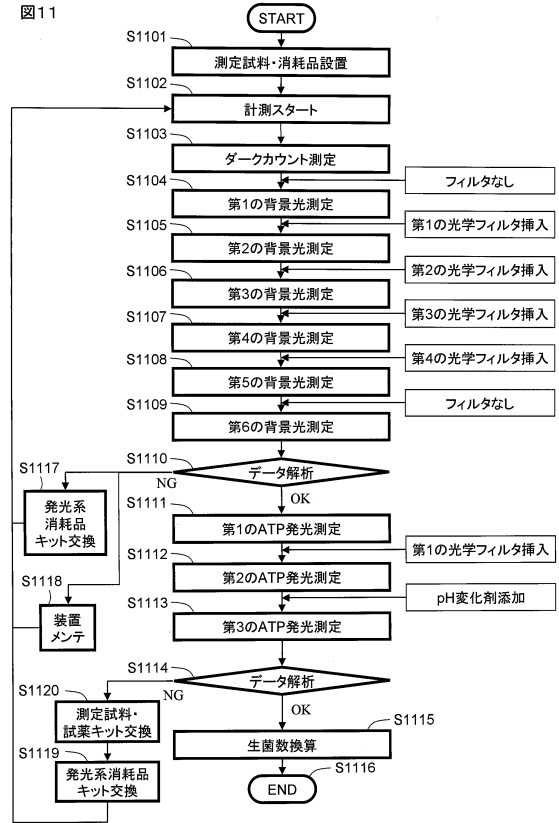 図11
START
S1101
測定試料・消耗品設置
S1102
計測スタート
S1103
ダークカウント測定
S1104
フィルタなし
第1の背景光測定
S1105
第1の光学フィルタ挿入
第2の背景光測定
S1106
第2の光学フィルタ挿入
第3の背景光測定
S1107
第3の光学フィルタ挿入
第4の背景光測定
S1108
第4の光学フィルタ挿入
第5の背景光測定
S1109
フィルタなし
第6の背景光測定
S1110
データ解析
NG
OK
S1117
発光系
消耗品
キット交換
S1111
第1のATP発光測定
S1112
第1の光学フィルタ挿入
第2のATP発光測定
S1118
装置
メンテ
S1113
pH変化剤添加
第3のATP発光測定
S1114
データ解析
NG
OK
S1120
測定試料・
試薬キット交換
S1115
生菌数換算
S1119
発光系消耗品
キット交換
S1116
END